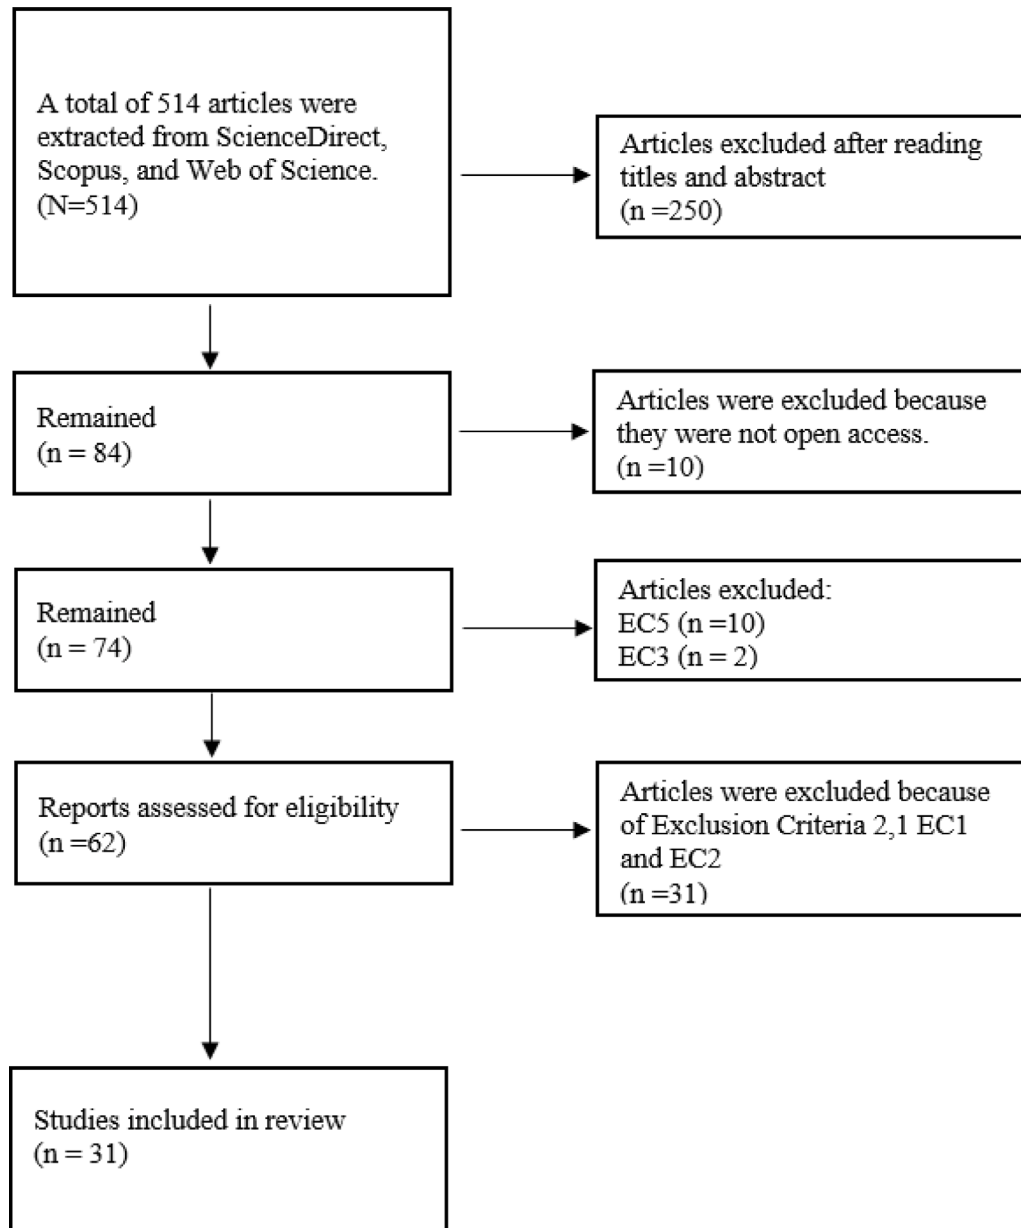 A total of 514 articles were
extracted from ScienceDirect,
Scopus, and Web of Science.
(N=514)
Articles excluded after reading
titles and abstract
(n =250)
Remained
(n = 84)
Articles were excluded because
they were not open access.
(n =10)
Remained
(n = 74)
Articles excluded:
EC5 (n =10)
EC3 (n = 2)
Reports assessed for eligibility
(n =62)
Articles were excluded because
of Exclusion Criteria 2,1 EC1
and EC2
(n =31)
Studies included in review
(n = 31)